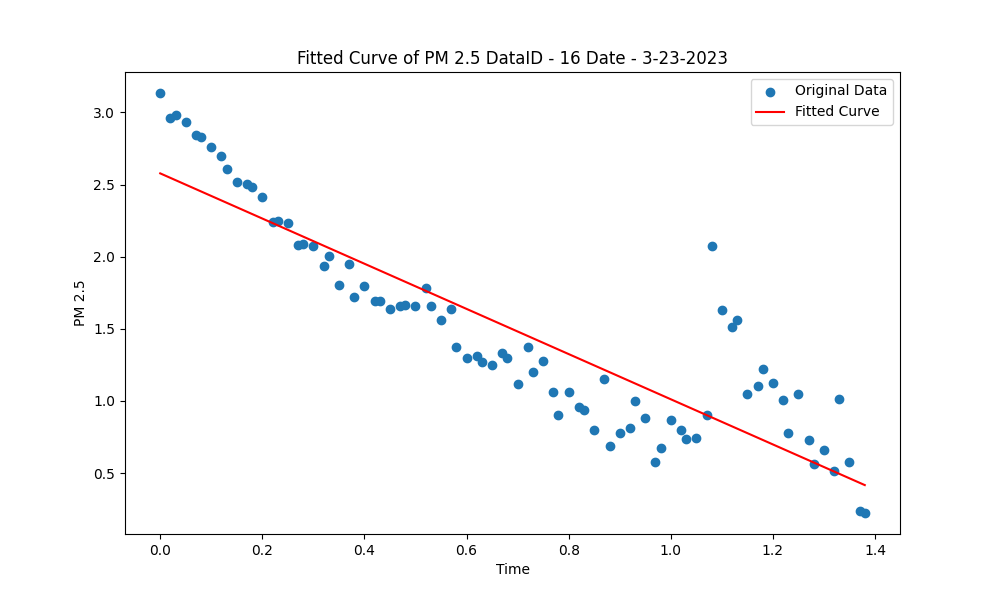 Fitted Curve of PM 2.5 DataID - 16 Date - 3-23-2023
Original Data
Fitted Curve
3.0
2.5
2.0
1.5
1.0
0.5
PM 2.5
0.0 0.2 0.4 0.6 0.8 1.0 1.2 1.4
Time